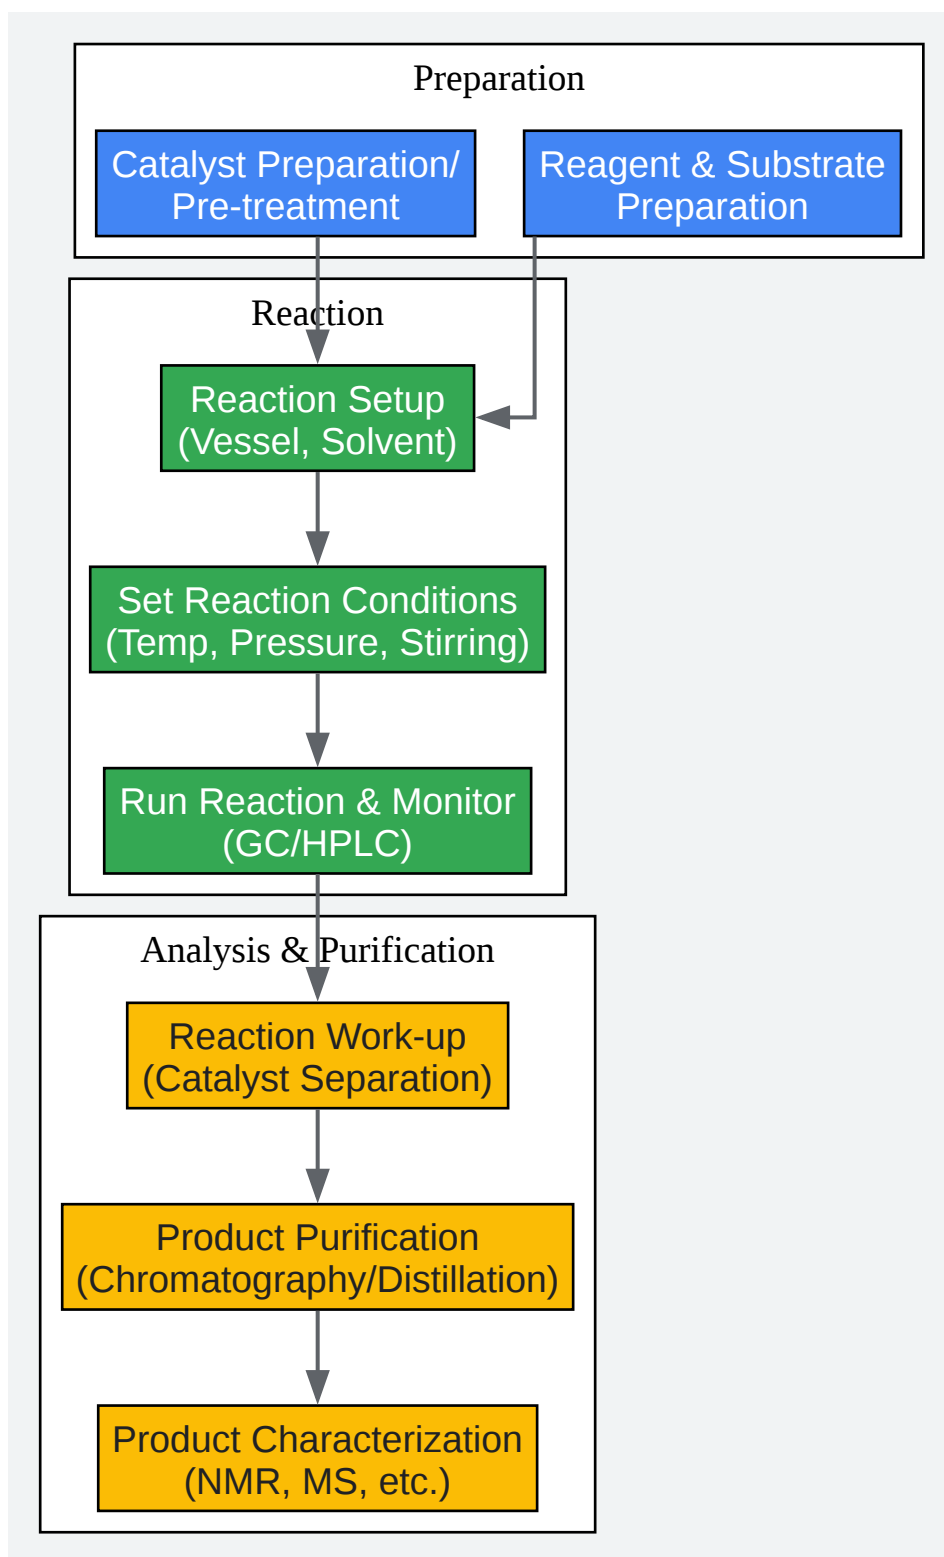 Preparation
Catalyst Preparation/
Pre-treatment
Reagent & Substrate
Preparation
Reaction
Reaction Setup
(Vessel, Solvent)
Set Reaction Conditions
(Temp, Pressure, Stirring)
Run Reaction & Monitor
(GC/HPLC)
Analysis & Purification
Reaction Work-up
(Catalyst Separation)
Product Purification
(Chromatography/Distillation)
Product Characterization
(NMR, MS, etc.)